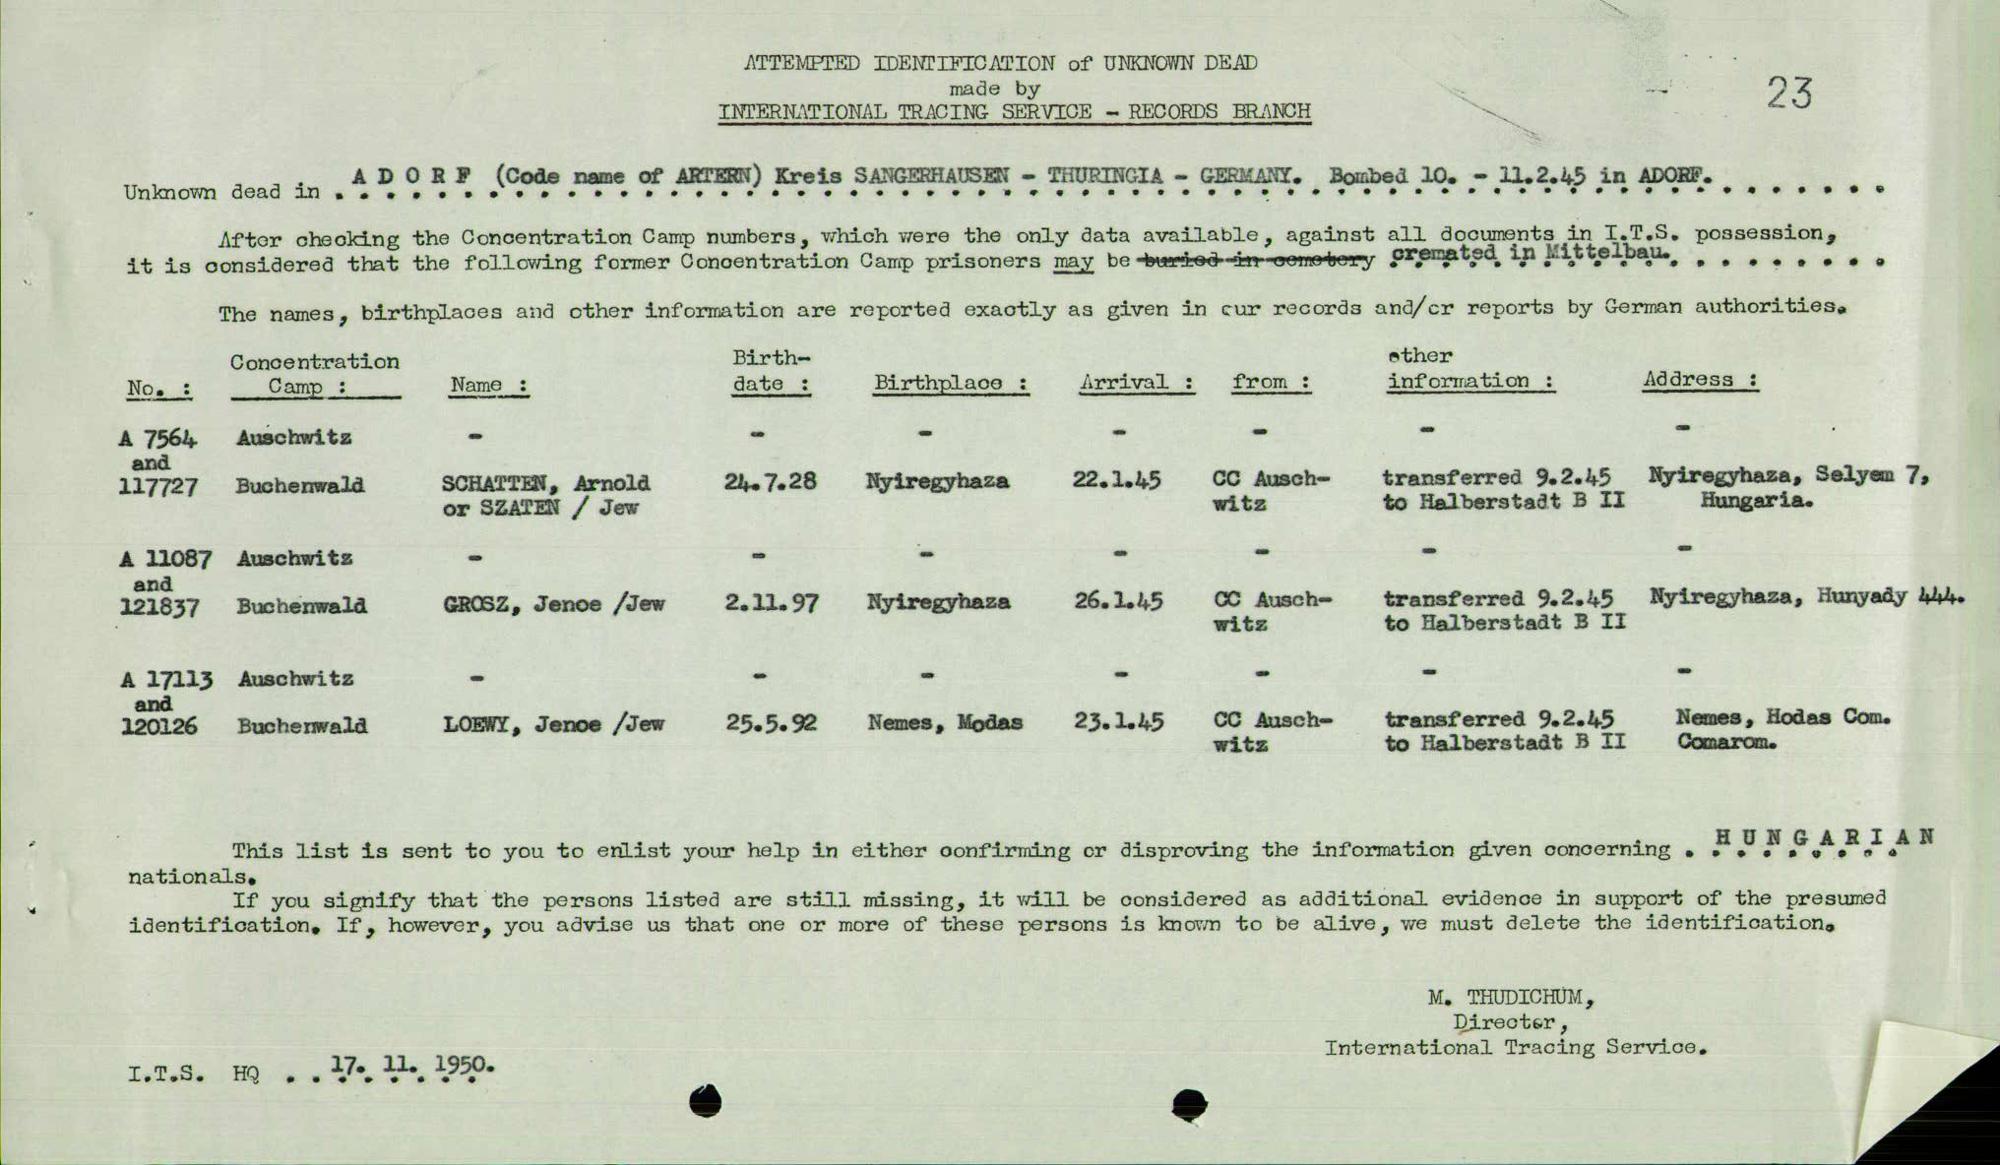 ATTEMPTED IDENTIFICATION of UNKNOWN DEAD
made by
INTERNATIONAL TRACING SERVICE - RECORDS BRANCH
23
Unknown dead in . A D O R F (Code name of ARTERN) Kreis SANGERHAUSEN - THURINGIA - GERMANY. Bombed 10. - 11.2.45 in ADORF.
After checking the Concentration Camp numbers, which were the only data available, against all documents in I.T.S. possession,
it is considered that the following former Concentration Camp prisoners may be buried in cemetery cremated in Mittelbau.
The names, birthplaces and other information are reported exactly as given in our records and/or reports by German authorities.
No. : Concentration Camp : Name : Birth-date : Birthplace : Arrival : from : other information : Address :
A 7564 Auschwitz - - - - - - -
and
117727 Buchenwald SCHATTEN, Arnold 24.7.28 Nyiregyhaza 22.1.45 CC Ausch- transferred 9.2.45 Nyiregyhaza, Selyem 7,
or SZATEN / Jew witz to Halberstadt B II Hungaria.
A 11087 Auschwitz - - - - - - -
and
121837 Buchenwald GROSZ, Jenoe /Jew 2.11.97 Nyiregyhaza 26.1.45 CC Ausch- transferred 9.2.45 Nyiregyhaza, Hunyady 444.
witz to Halberstadt B II
A 17113 Auschwitz - - - - - - -
and
120126 Buchenwald LOEWY, Jenoe /Jew 25.5.92 Nemes, Modas 23.1.45 CC Ausch- transferred 9.2.45 Nemes, Hodas Com.
witz to Halberstadt B II Comarom.
This list is sent to you to enlist your help in either confirming or disproving the information given concerning . H U N G A R I A N
nationals.
If you signify that the persons listed are still missing, it will be considered as additional evidence in support of the presumed
identification. If, however, you advise us that one or more of these persons is known to be alive, we must delete the identification.
M. THUDICHUM,
Director,
International Tracing Service.
I.T.S. HQ . . 17. 11. 1950.